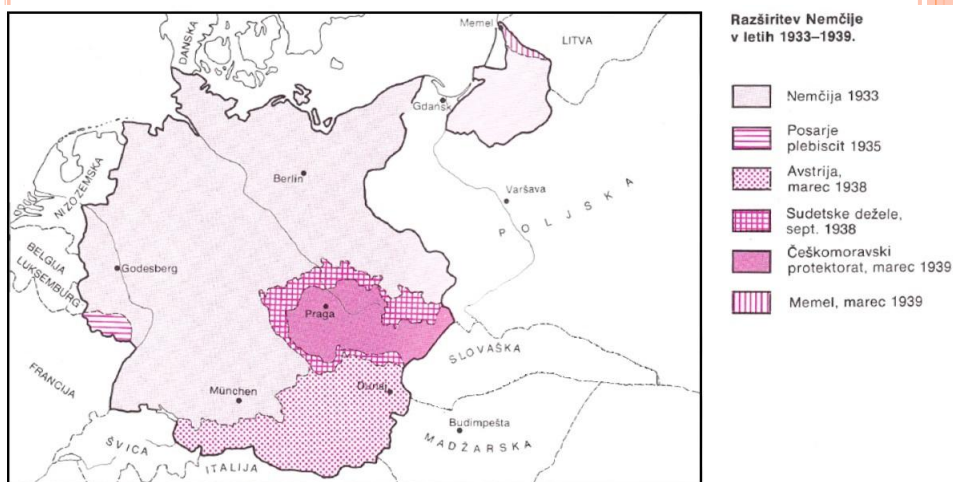 Razširitev Nemčije
v letih 1933–1939.
Nemčija 1933
Posarje
plebiscit 1935
Avstrija,
marec 1938
Sudetske dežele,
sept. 1938
Češkomoravski
protektorat, marec 1939
Memel, marec 1939
DANSKA
Memel
LITVA
Gdansk
NIZOZEMSKA
Berlin
Varšava
POLJSKA
BELGIJA
LUKSEMBURG
Godesberg
Praga
SLOVAŠKA
FRANCIJA
München
Dunaj
Budimpešta
MADŽARSKA
ŠVICA
ITALIJA